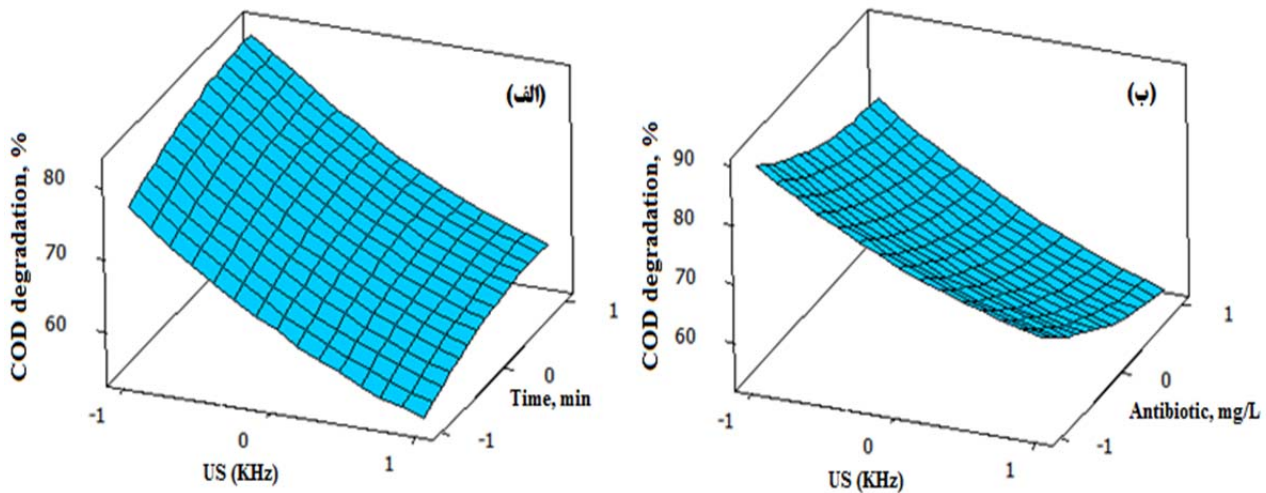 (الف)
COD degradation, %
80
70
60
-1
0
1
US (KHz)
-1
0
1
Time, min
(ب)
COD degradation, %
90
80
70
60
-1
0
1
US (KHz)
-1
0
1
Antibiotic, mg/L